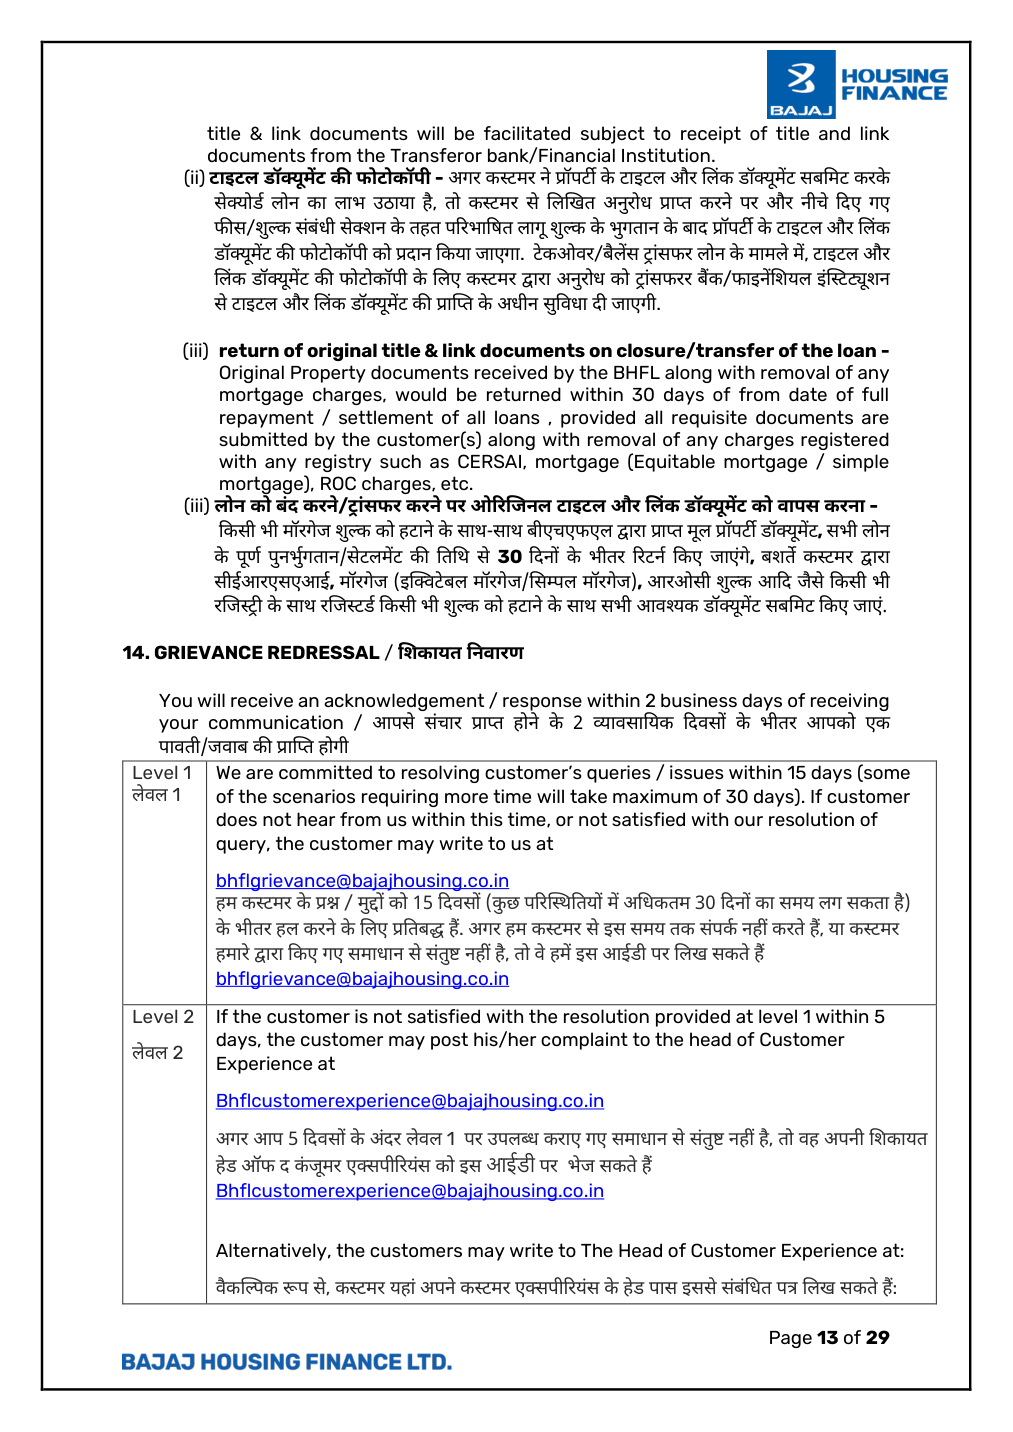 BAJAJ
HOUSING
FINANCE
title & link documents will be facilitated subject to receipt of title and link
documents from the Transferor bank/Financial Institution.
(ii) टाइटल डॉक्यूमेंट की फोटोकॉपी - अगर कस्टमर ने प्रॉपर्टी के टाइटल और लिंक डॉक्यूमेंट सबमिट करके
सेक्योर्ड लोन का लाभ उठाया है, तो कस्टमर से लिखित अनुरोध प्राप्त करने पर और नीचे दिए गए
फीस/शुल्क संबंधी सेक्शन के तहत परिभाषित लागू शुल्क के भुगतान के बाद प्रॉपर्टी के टाइटल और लिंक
डॉक्यूमेंट की फोटोकॉपी को प्रदान किया जाएगा. टेकओवर/बैलेंस ट्रांसफर लोन के मामले में, टाइटल और
लिंक डॉक्यूमेंट की फोटोकॉपी के लिए कस्टमर द्वारा अनुरोध को ट्रांसफरर बैंक/फाइनेंशियल इंस्टिट्यूशन
से टाइटल और लिंक डॉक्यूमेंट की प्राप्ति के अधीन सुविधा दी जाएगी.
(iii) return of original title & link documents on closure/transfer of the loan -
Original Property documents received by the BHFL along with removal of any
mortgage charges, would be returned within 30 days of from date of full
repayment / settlement of all loans , provided all requisite documents are
submitted by the customer(s) along with removal of any charges registered
with any registry such as CERSAI, mortgage (Equitable mortgage / simple
mortgage), ROC charges, etc.
(iii) लोन को बंद करने/ट्रांसफर करने पर ओरिजिनल टाइटल और लिंक डॉक्यूमेंट को वापस करना -
किसी भी मॉरगेज शुल्क को हटाने के साथ-साथ बीएचएफएल द्वारा प्राप्त मूल प्रॉपर्टी डॉक्यूमेंट, सभी लोन
के पूर्ण पुनर्भुगतान/सेटलमेंट की तिथि से 30 दिनों के भीतर रिटर्न किए जाएंगे, बशर्ते कस्टमर द्वारा
सीईआरएसएआई, मॉरगेज (इक्विटेबल मॉरगेज/सिम्पल मॉरगेज), आरओसी शुल्क आदि जैसे किसी भी
रजिस्ट्री के साथ रजिस्टर्ड किसी भी शुल्क को हटाने के साथ सभी आवश्यक डॉक्यूमेंट सबमिट किए जाएं.
14. GRIEVANCE REDRESSAL / शिकायत निवारण
You will receive an acknowledgement / response within 2 business days of receiving
your communication / आपसे संचार प्राप्त होने के 2 व्यावसायिक दिवसों के भीतर आपको एक
पावती/जवाब की प्राप्ति होगी
Level 1
लेवल 1
We are committed to resolving customer’s queries / issues within 15 days (some
of the scenarios requiring more time will take maximum of 30 days). If customer
does not hear from us within this time, or not satisfied with our resolution of
query, the customer may write to us at
bhflgrievance@bajajhousing.co.in
हम कस्टमर के प्रश्न / मुद्दों को 15 दिवसों (कुछ परिस्थितियों में अधिकतम 30 दिनों का समय लग सकता है)
के भीतर हल करने के लिए प्रतिबद्ध हैं. अगर हम कस्टमर से इस समय तक संपर्क नहीं करते हैं, या कस्टमर
हमारे द्वारा किए गए समाधान से संतुष्ट नहीं है, तो वे हमें इस आईडी पर लिख सकते हैं
bhflgrievance@bajajhousing.co.in
Level 2
लेवल 2
If the customer is not satisfied with the resolution provided at level 1 within 5
days, the customer may post his/her complaint to the head of Customer
Experience at
Bhflcustomerexperience@bajajhousing.co.in
अगर आप 5 दिवसों के अंदर लेवल 1 पर उपलब्ध कराए गए समाधान से संतुष्ट नहीं है, तो वह अपनी शिकायत
हेड ऑफ द कंजूमर एक्सपीरियंस को इस आईडी पर भेज सकते हैं
Bhflcustomerexperience@bajajhousing.co.in
Alternatively, the customers may write to The Head of Customer Experience at:
वैकल्पिक रूप से, कस्टमर यहां अपने कस्टमर एक्सपीरियंस के हेड पास इससे संबंधित पत्र लिख सकते हैं:
Page 13 of 29
BAJAJ HOUSING FINANCE LTD.